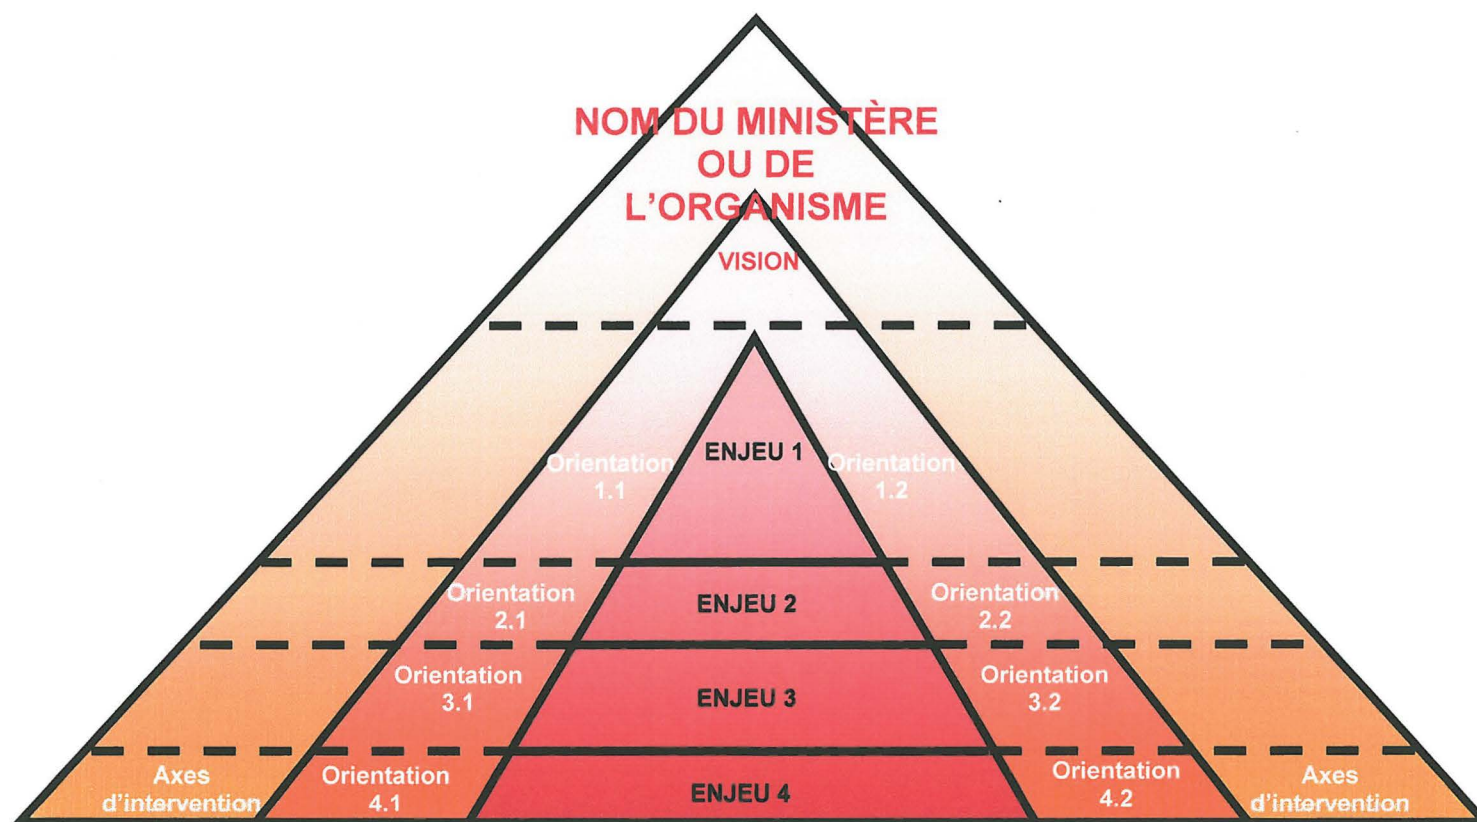 NOM DU MINISTÈRE
OU DE
L'ORGANISME
VISION
Orientation
1.1
ENJEU 1
Orientation
1.2
Orientation
2.1
ENJEU 2
Orientation
2.2
Orientation
3.1
ENJEU 3
Orientation
3.2
Axes
d'intervention
Orientation
4.1
ENJEU 4
Orientation
4.2
Axes
d'intervention